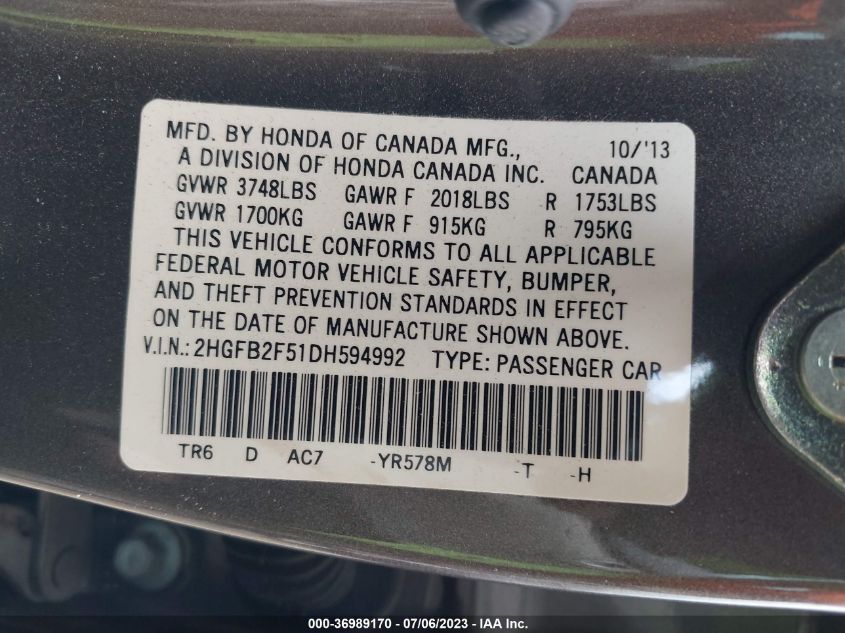 MFD. BY HONDA OF CANADA MFG., 10/'13
A DIVISION OF HONDA CANADA INC. CANADA
GVWR 3748LBS GAWR F 2018LBS R 1753LBS
GVWR 1700KG GAWR F 915KG R 795KG
THIS VEHICLE CONFORMS TO ALL APPLICABLE
FEDERAL MOTOR VEHICLE SAFETY, BUMPER,
AND THEFT PREVENTION STANDARDS IN EFFECT
ON THE DATE OF MANUFACTURE SHOWN ABOVE.
V.I.N.: 2HGFB2F51DH594992 TYPE: PASSENGER CAR
TR6 D AC7 -YR578M -T -H
000-36989170 - 07/06/2023 - IAA Inc.